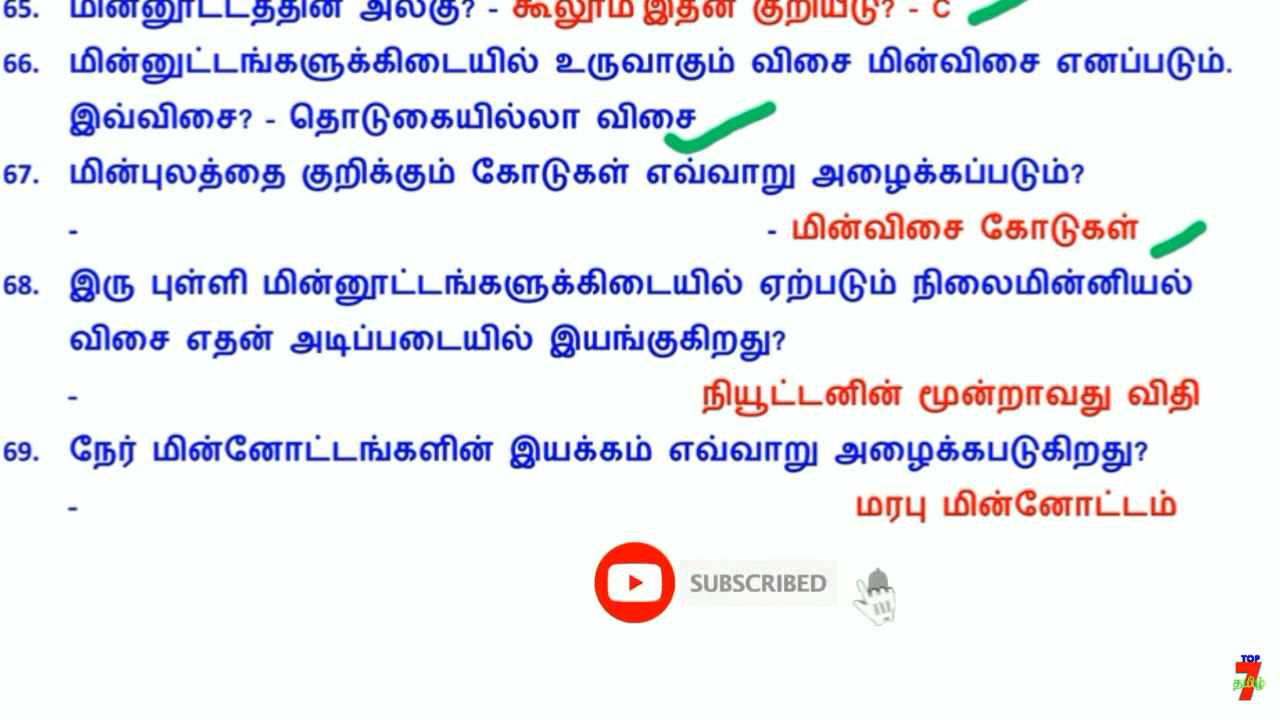 65. மின்னூட்டத்தின் அலகு? - கூலூம் இதன் குறியீடு? - C
66. மின்னுட்டங்களுக்கிடையில் உருவாகும் விசை மின்விசை எனப்படும்.
இவ்விசை? - தொடுகையில்லா விசை
67. மின்புலத்தை குறிக்கும் கோடுகள் எவ்வாறு அழைக்கப்படும்?
- - மின்விசை கோடுகள்
68. இரு புள்ளி மின்னூட்டங்களுக்கிடையில் ஏற்படும் நிலைமின்னியல்
விசை எதன் அடிப்படையில் இயங்குகிறது?
- நியூட்டனின் மூன்றாவது விதி
69. நேர் மின்னோட்டங்களின் இயக்கம் எவ்வாறு அழைக்கபடுகிறது?
- மரபு மின்னோட்டம்
SUBSCRIBED
TOP
7
தமிழ்